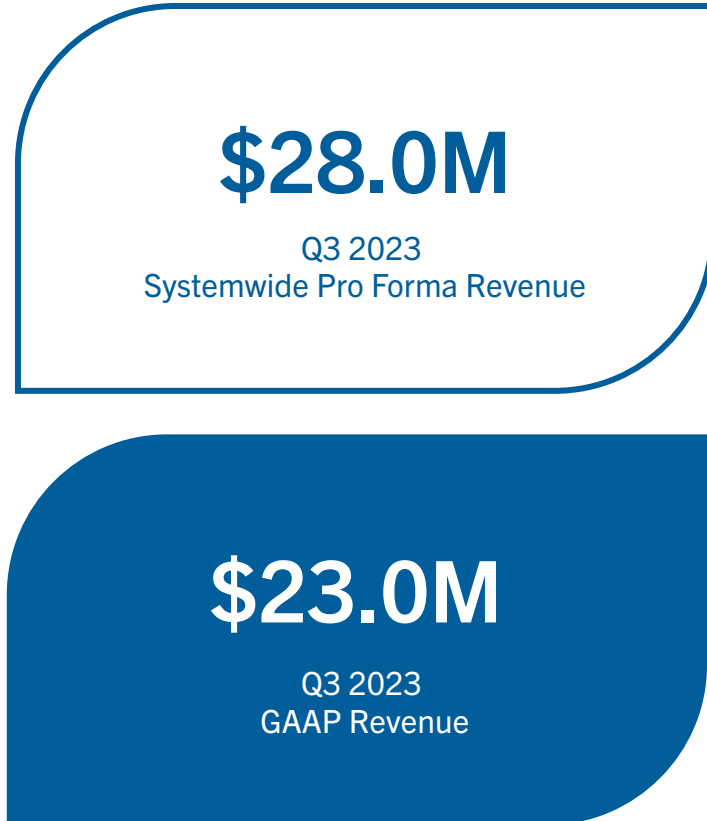 $28.0M
Q3 2023
Systemwide Pro Forma Revenue
$23.0M
Q3 2023
GAAP Revenue